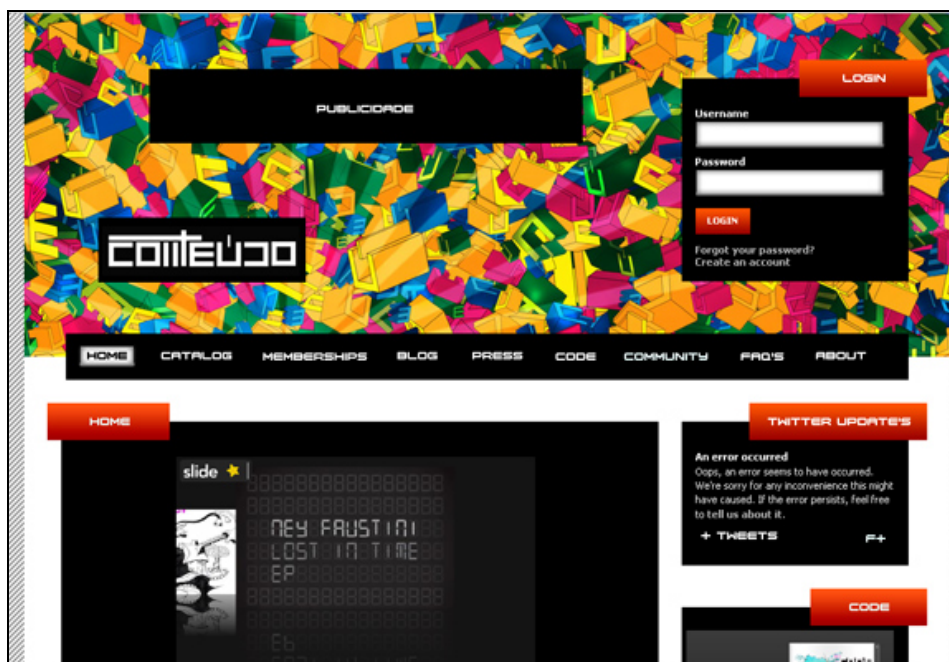 LOGIN
PUBLICIDADE
Username
Password
LOGIN
CONTEÚDO
Forgot your password?
Create an account
HOME CATALOG MEMBERSHIPS BLOG PRESS CODE COMMUNITY FAQ'S ABOUT
HOME
slide
NEY FAUSTINI
LOST IN TIME
EP
TWITTER UPDATE'S
An error occurred
Oops, an error seems to have occurred.
We're sorry for any inconvenience this might
have caused. If the error persists, feel free
to tell us about it.
+ TWEETS F+
CODE